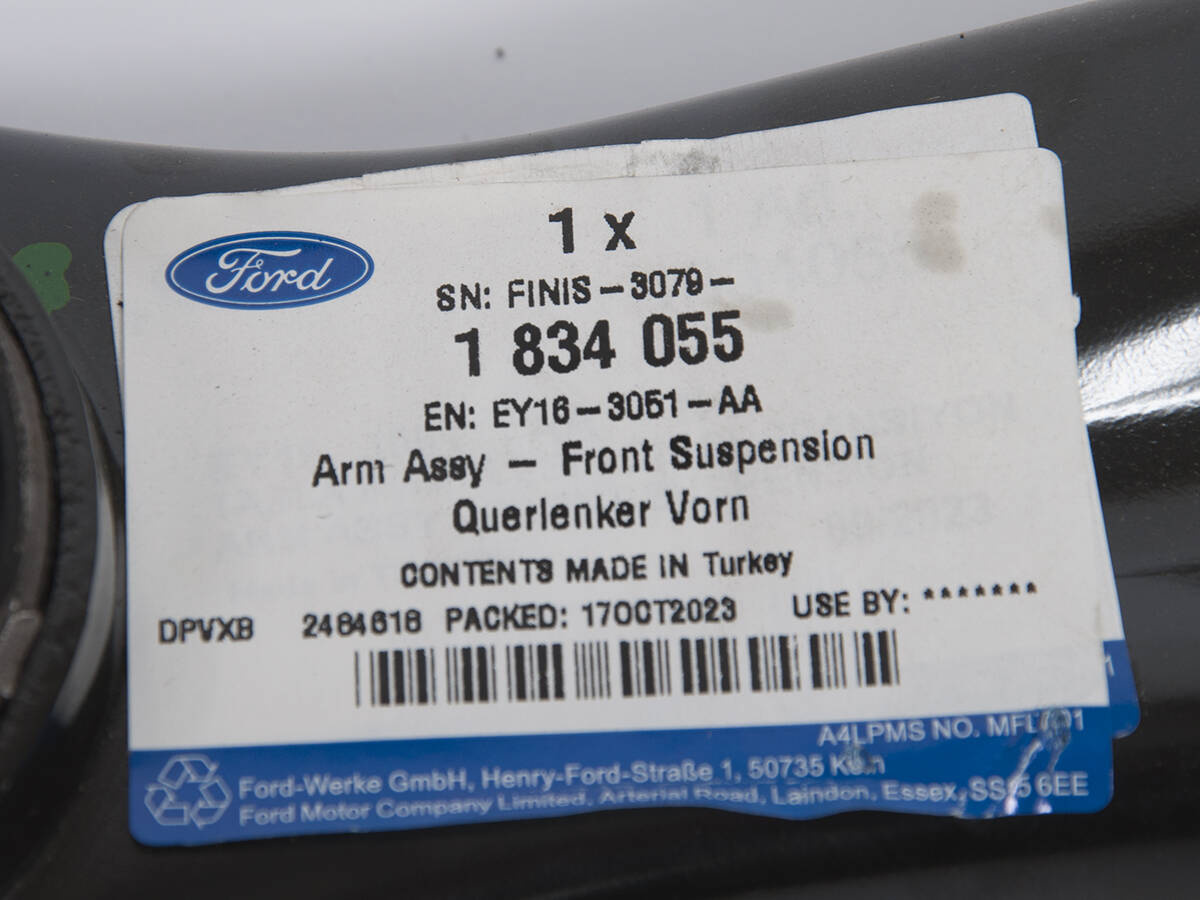 Ford
1 x
SN: FINIS-3079-
1 834 055
EN: EY16-3051-AA
Arm Assy - Front Suspension
Querlenker Vorn
CONTENTS MADE IN Turkey
DPVXB 2484618 PACKED: 17OCT2023 USE BY: *******
A4LPMS NO.
Ford-Werke GmbH, Henry-Ford-Straße 1, 50735
Ford Motor Company Limited, Arterial Road, Laindon, Essex, 6EE